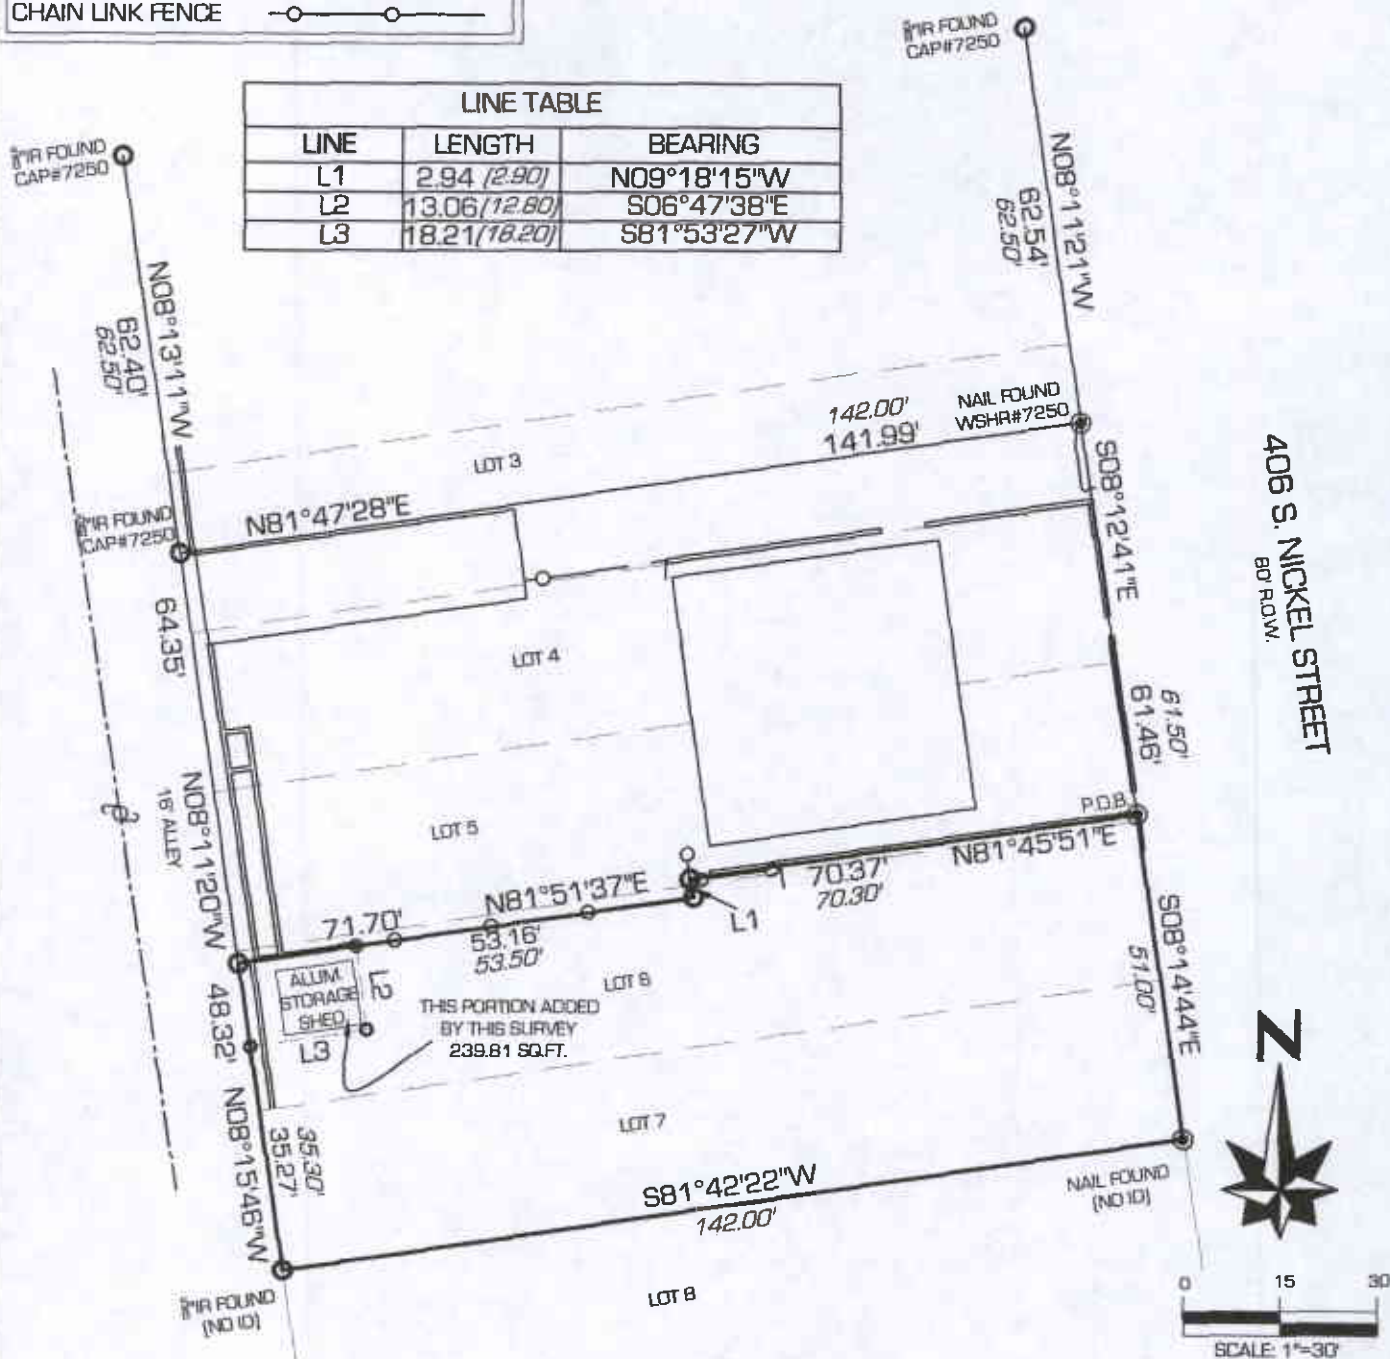 CHAIN LINK FENCE
LINE TABLE
LINE LENGTH BEARING
L1 2.94 (2.90) N09°18'15"W
L2 13.06 (12.80) S06°47'38"E
L3 18.21 (18.20) S81°53'27"W
IR FOUND
CAP#7250
N08°11'21"W
62.54'
62.50'
IR FOUND
CAP#7250
N08°13'11"W
62.40'
62.50'
142.00'
141.99'
NAIL FOUND
WSHR#7250
LOT 3
N81°47'28"E
IR FOUND
CAP#7250
S08°12'41"E
406 S. NICKEL STREET
80' R.O.W.
64.35'
LOT 4
61.50'
61.46'
N08°11'20"W
16' ALLEY
LOT 5
P.O.B.
N81°45'51"E
70.37'
70.30'
N81°51'37"E
L1
71.70'
53.16'
53.50'
LOT 6
ALUM.
STORAGE
SHED
L2
L3
THIS PORTION ADDED
BY THIS SURVEY
239.81 SQ.FT.
48.32'
S08°14'44"E
51.00'
N08°15'46"W
35.30'
35.27'
LOT 7
S81°42'22"W
142.00'
NAIL FOUND
(NO ID)
N
IR FOUND
(NO ID)
LOT 8
0 15 30
SCALE: 1"=30'